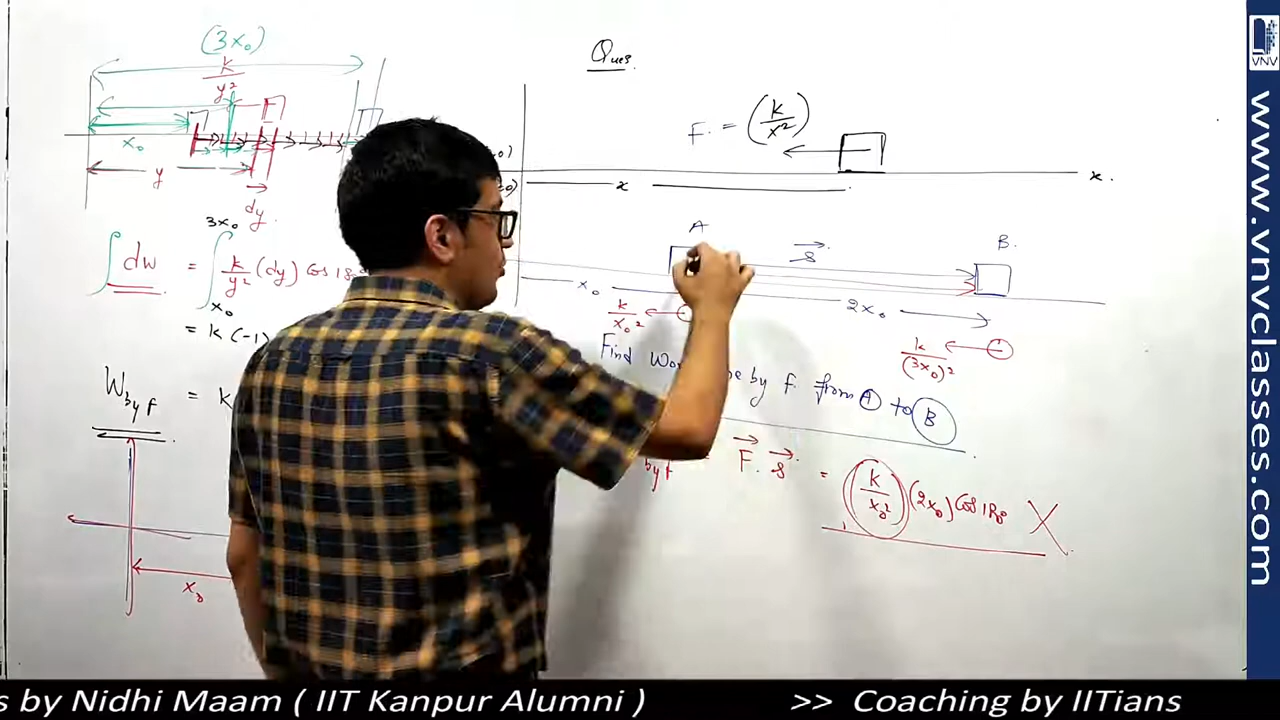 (3x₀)
k
y²
x₀
y
dy
3x₀
∫dw = ∫ k/y² (dy) Cos
x₀
= k (-1)
W by f = k
x₀
Ques.
F. = (k/x²)
x
x.
A
s
B.
x₀
2x₀
k/x₀²
k/(3x₀)²
Find by F from A to B
by f F. s = (k/x₀²)(2x₀) Cos 180 X
VNV
www.vnvclasses.com
s by Nidhi Maam ( IIT Kanpur Alumni ) >> Coaching by IITians